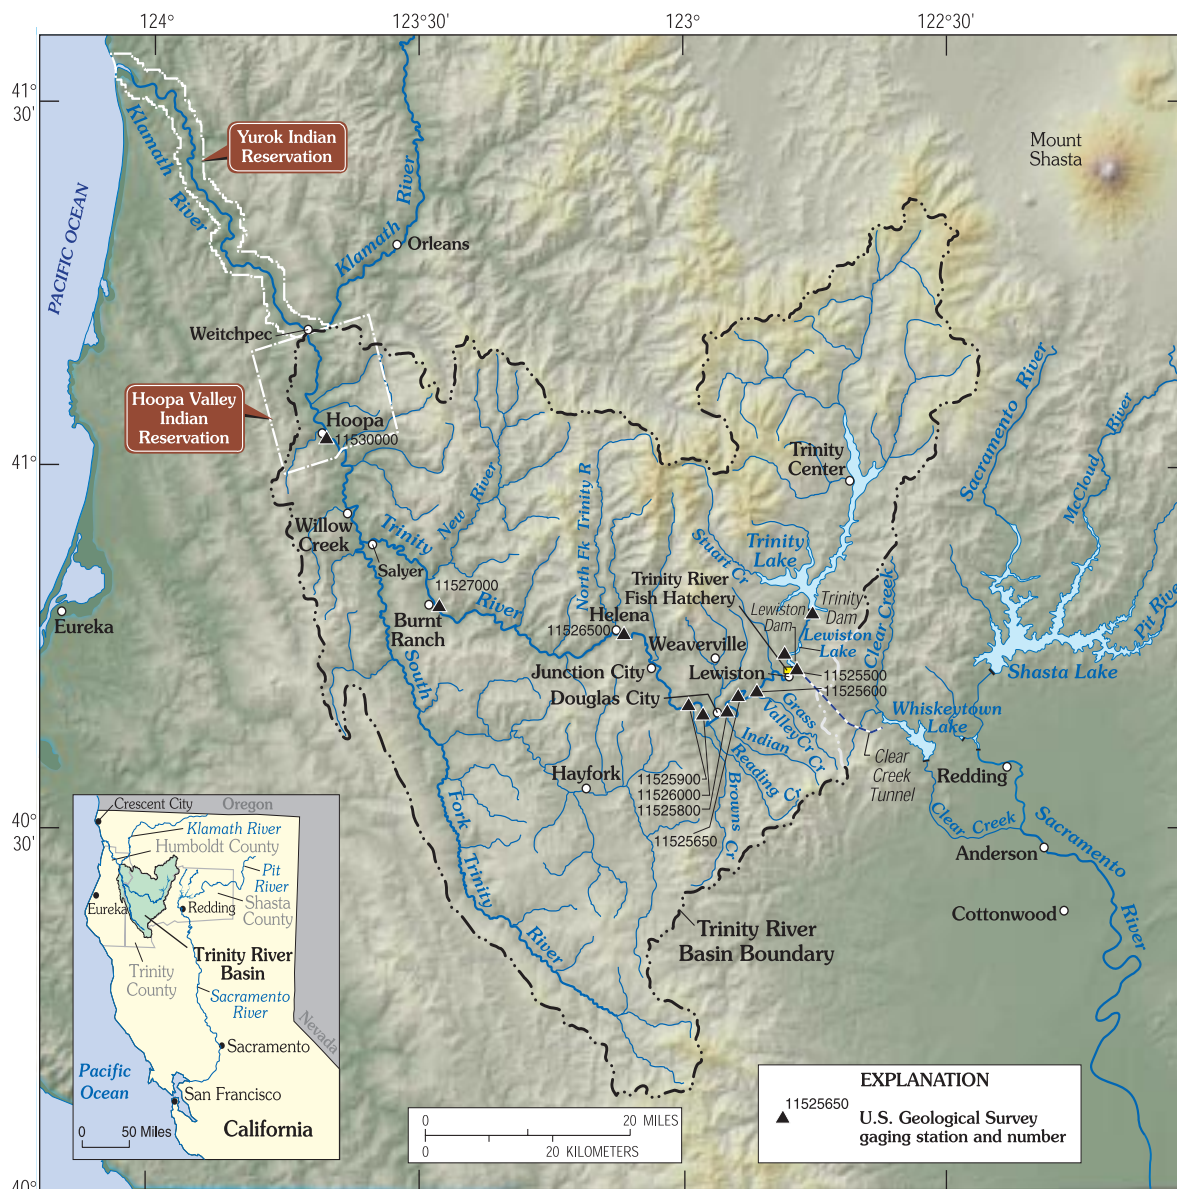 124°
123°30'
123°
122°30'
41°
30'
Yurok Indian
Reservation
Klamath
River
PACIFIC OCEAN
Klamath
River
Orleans
Mount
Shasta
Weitchpec
Hoopa Valley
Indian
Reservation
Hoopa
11530000
41°
Trinity
Center
Sacramento River
McCloud
River
Pit River
New River
North Fk Trinity R
Willow
Creek
Trinity
River
Salyer
11527000
Burnt
Ranch
Stuart Cr
Trinity
Lake
Trinity River
Fish Hatchery
Lewiston
Dam
Trinity
Dam
Lewiston
Lake
Clear Creek
Helena
11526500
Weaverville
Eureka
Junction City
Lewiston
11525500
11525600
Shasta Lake
Douglas City
Grass
Valley Cr
Indian
Cr
Reading
Cr
Browns Cr
Whiskeytown
Lake
Clear
Creek
Tunnel
Redding
11525900
11526000
11525800
11525650
Hayfork
South
Fork
Trinity
River
40°
30'
Clear Creek
Sacramento
River
Anderson
Cottonwood
Trinity River
Basin Boundary
Crescent City
Oregon
Klamath River
Humboldt County
Pit
River
Shasta
County
Eureka
Redding
Trinity River
Basin
Trinity
County
Sacramento
River
Nevada
Sacramento
Pacific
Ocean
San Francisco
0 50 Miles
California
0 20 MILES
0 20 KILOMETERS
EXPLANATION
11525650
U.S. Geological Survey
gaging station and number
40°